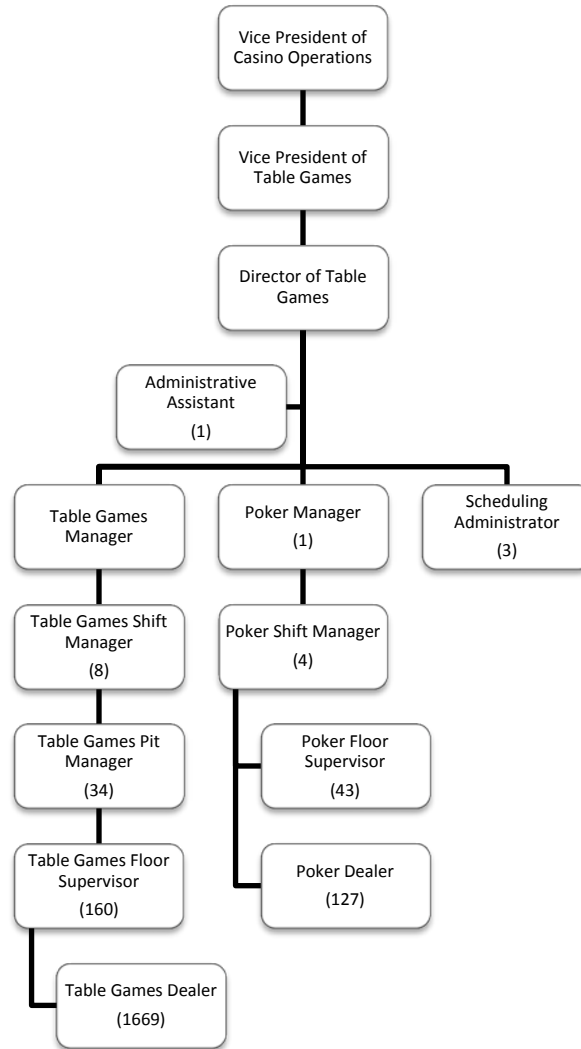 Vice President of
Casino Operations
Vice President of
Table Games
Director of Table
Games
Administrative
Assistant
(1)
Table Games
Manager
Poker Manager
(1)
Scheduling
Administrator
(3)
Table Games Shift
Manager
(8)
Poker Shift Manager
(4)
Table Games Pit
Manager
(34)
Poker Floor
Supervisor
(43)
Table Games Floor
Supervisor
(160)
Poker Dealer
(127)
Table Games Dealer
(1669)